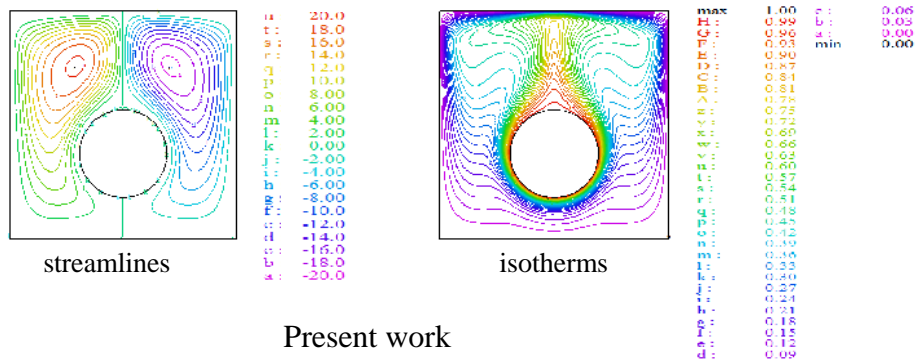 u 20.0
t: 18.0
s: 16.0
r: 14.0
q: 12.0
p: 10.0
o: 8.00
n: 6.00
m: 4.00
l: 2.00
k: 0.00
j: -2.00
i: -4.00
h -6.00
g: -8.00
f: -10.0
e: -12.0
d -14.0
c: -16.0
b -18.0
a: -20.0
streamlines
max 1.00
H: 0.99
G: 0.96
F: 0.93
E: 0.90
D: 0.87
C: 0.84
B: 0.81
A: 0.78
z: 0.75
y: 0.72
x: 0.69
w: 0.66
v: 0.63
u: 0.60
t: 0.57
s: 0.54
r: 0.51
q: 0.48
p: 0.45
o: 0.42
n: 0.39
m: 0.36
l: 0.33
k: 0.30
j: 0.27
i: 0.24
h: 0.21
g: 0.18
f: 0.15
e: 0.12
d: 0.09
c: 0.06
b: 0.03
a: 0.00
min 0.00
isotherms
Present work